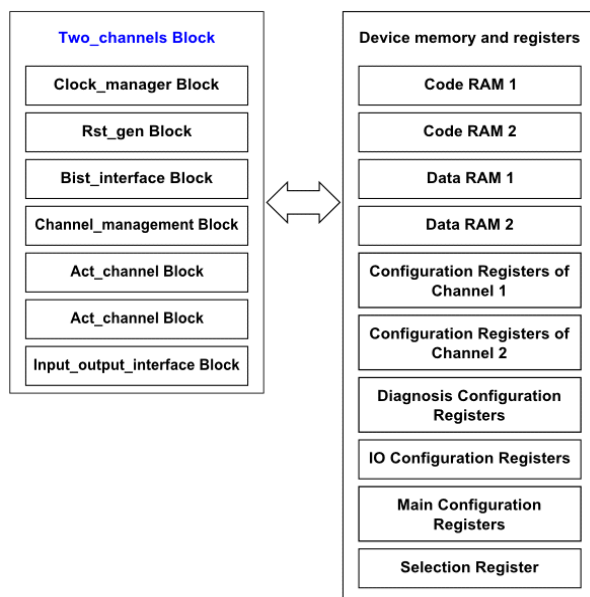 Two_channels Block
Clock_manager Block
Rst_gen Block
Bist_interface Block
Channel_management Block
Act_channel Block
Act_channel Block
Input_output_interface Block
Device memory and registers
Code RAM 1
Code RAM 2
Data RAM 1
Data RAM 2
Configuration Registers of
Channel 1
Configuration Registers of
Channel 2
Diagnosis Configuration
Registers
IO Configuration Registers
Main Configuration
Registers
Selection Register